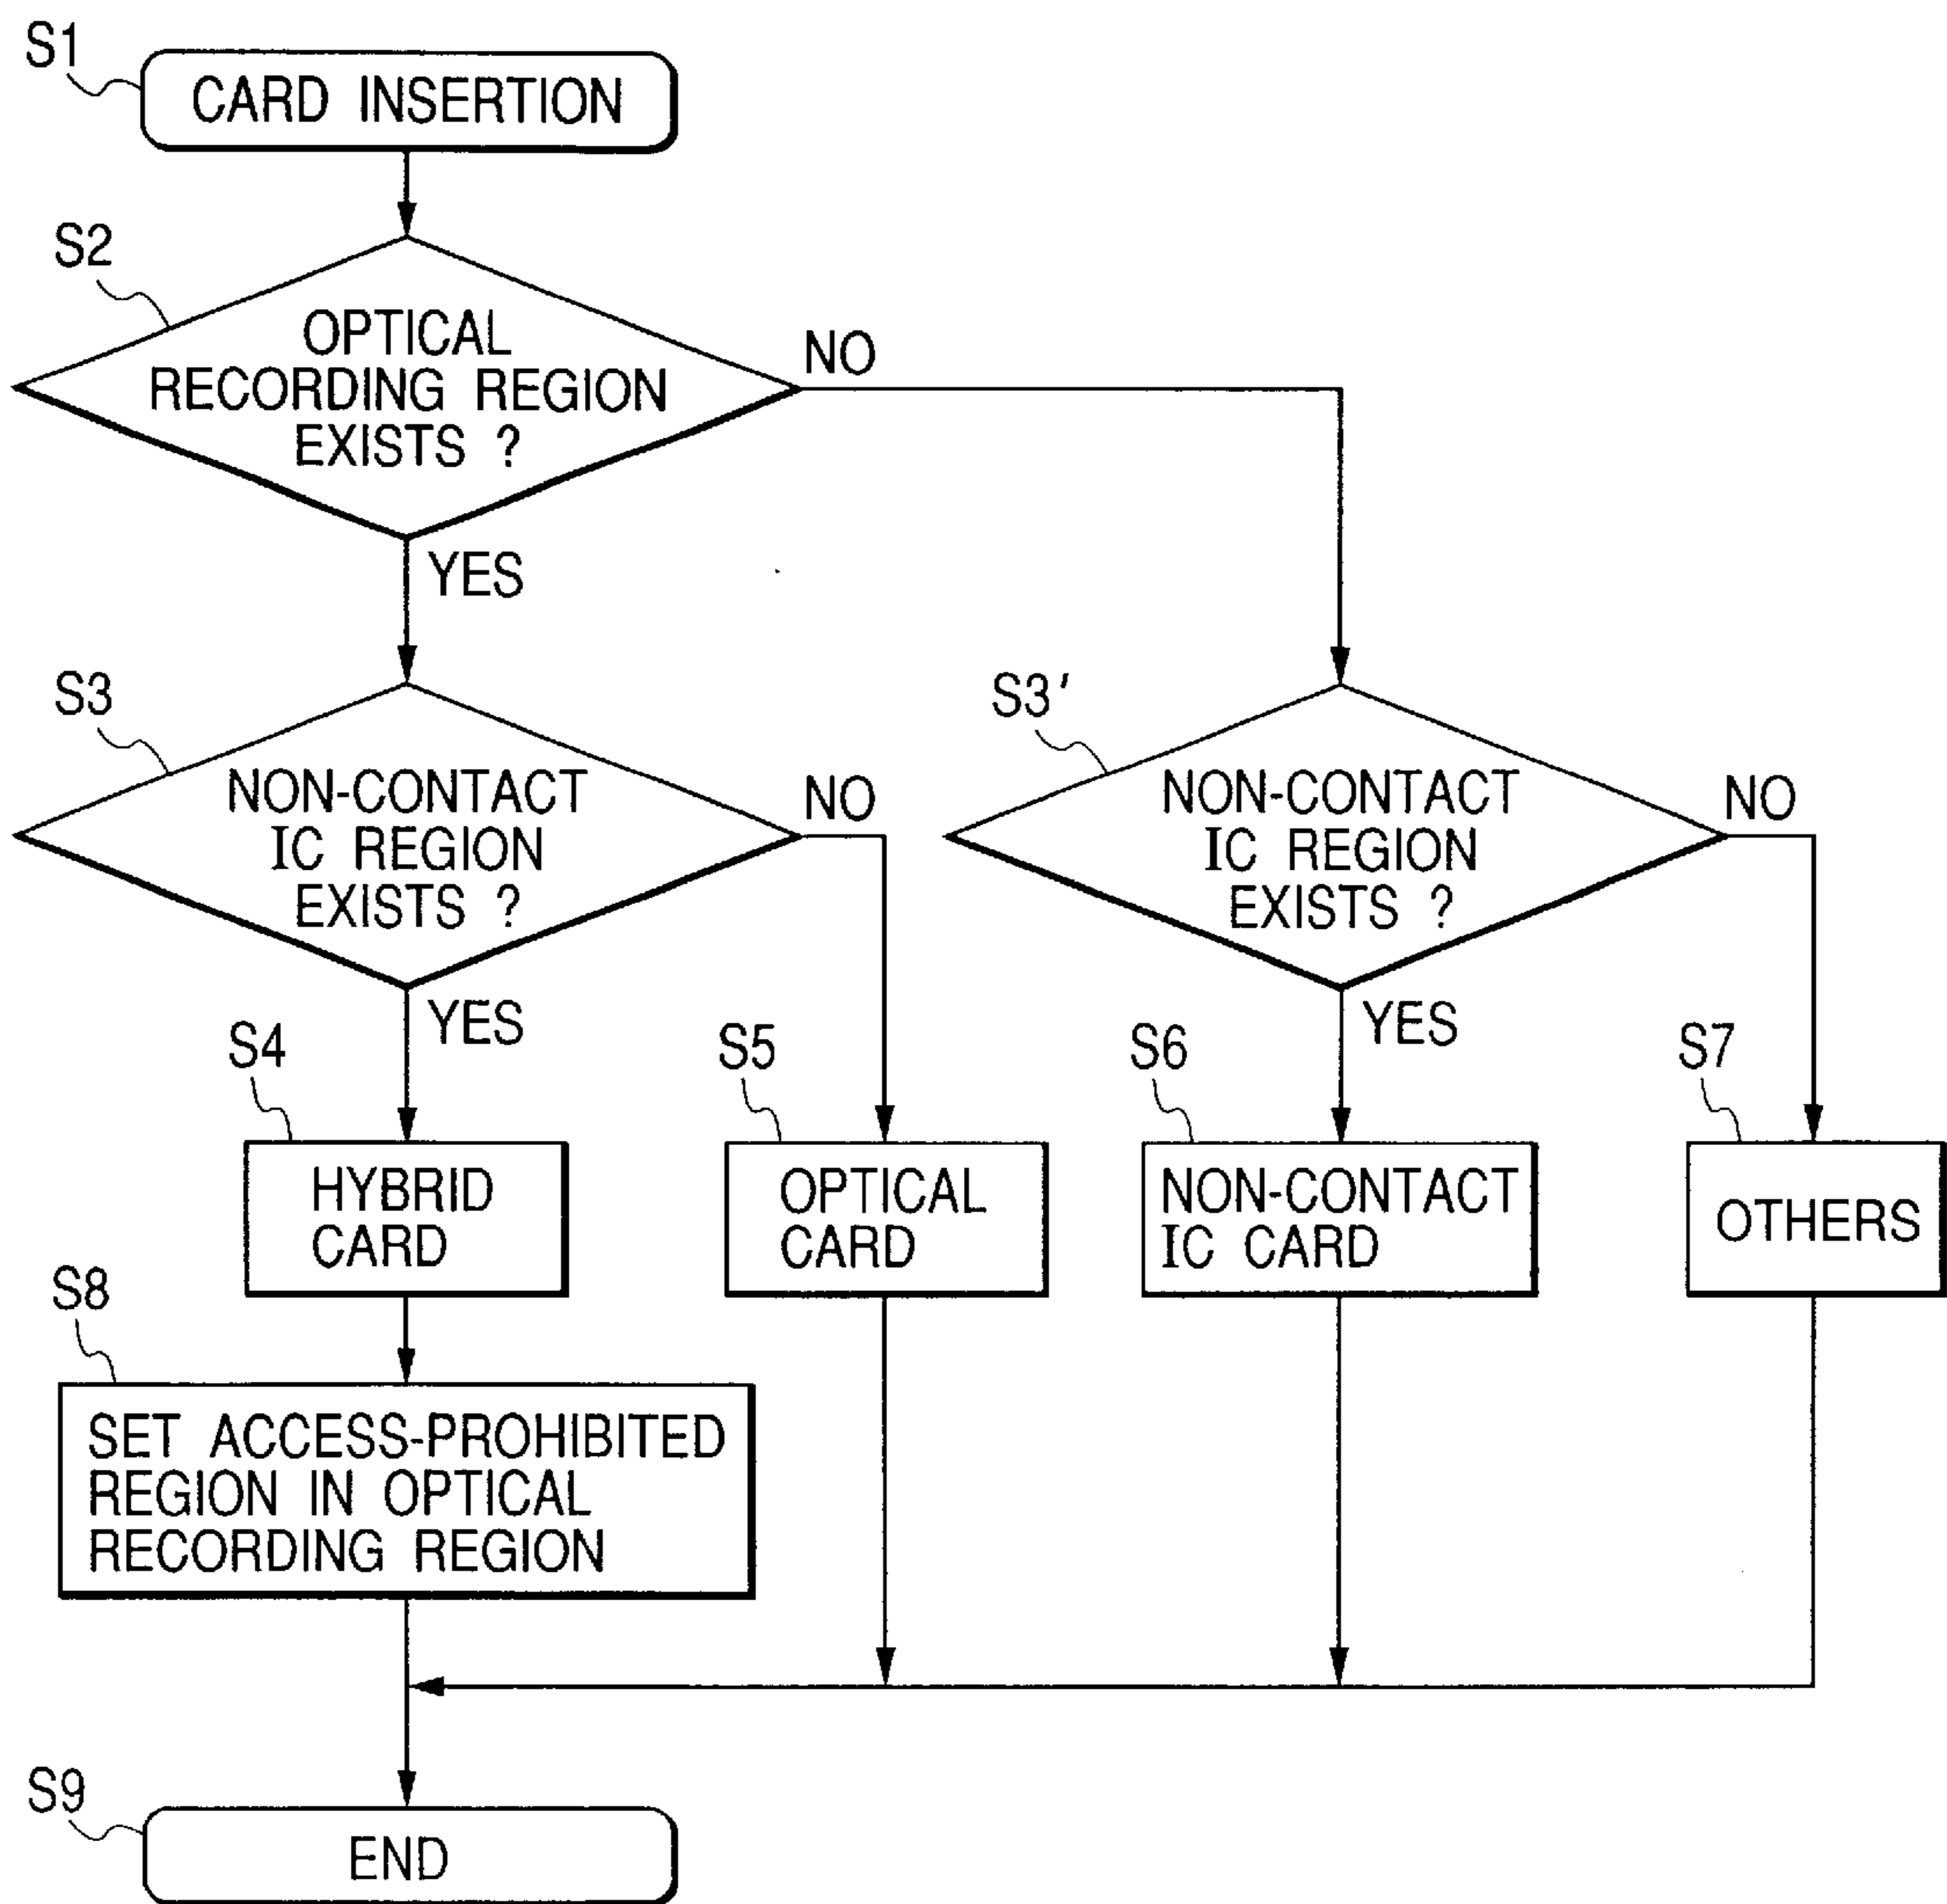 S1
CARD INSERTION
S2
OPTICAL
RECORDING REGION
EXISTS ?
NO
YES
S3
NON-CONTACT
IC REGION
EXISTS ?
NO
YES
S3'
NON-CONTACT
IC REGION
EXISTS ?
NO
YES
S4
HYBRID
CARD
S5
OPTICAL
CARD
S6
NON-CONTACT
IC CARD
S7
OTHERS
S8
SET ACCESS-PROHIBITED
REGION IN OPTICAL
RECORDING REGION
S9
END